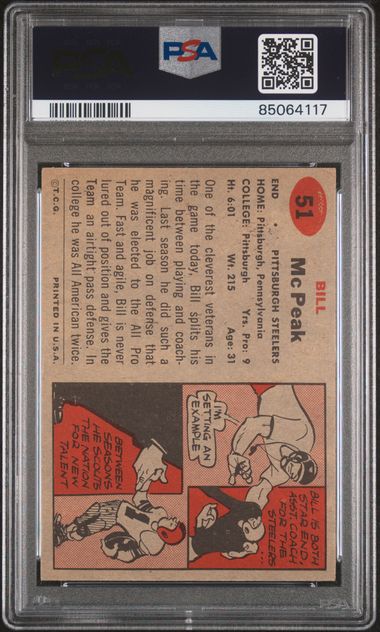 PSA
85064117
51
BILL
Mc Peak
END PITTSBURGH STEELERS
HOME: Pittsburgh, Pennsylvania
COLLEGE: Pittsburgh Yrs. Pro: 9
Ht. 6:01 Wt. 215 Age: 31
One of the cleverest veterans in
the game today. Bill splits his
time between playing and coach-
ing. Last season he did such a
magnificent job on defense that
he was elected to the All Pro
Team. Fast and agile, Bill is never
lured out of position and gives the
Team an airtight pass defense. In
college he was All American twice.
©T.C.G. PRINTED IN U.S.A.
I'M
SETTING AN
EXAMPLE
BILL IS BOTH
STAR END,
ASST. COACH
FOR THE
STEELERS...
BETWEEN
SEASONS
HE SCOUTS
THE NATION
FOR NEW
TALENT
PSA